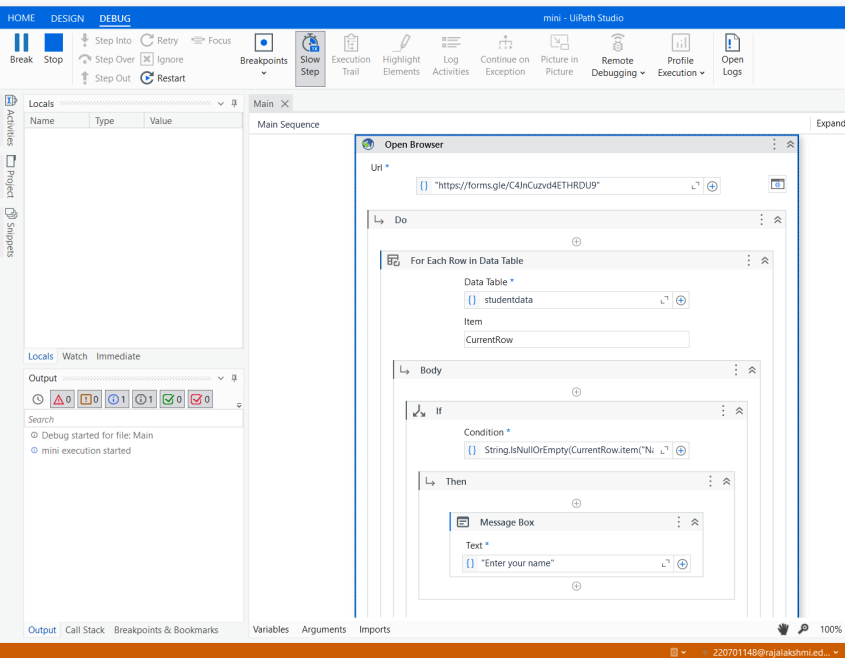 HOME DESIGN DEBUG mini - UiPath Studio
Break Stop Step Into Retry Focus Breakpoints Slow Step Execution Trail Highlight Elements Log Activities Continue on Exception Picture in Picture Remote Debugging Profile Execution Open Logs
Step Over Ignore
Step Out Restart
Activities
Project
Snippets
Locals
Name Type Value
Locals Watch Immediate
Output
0 0 1 1 0 0
Search
Debug started for file: Main
mini execution started
Output Call Stack Breakpoints & Bookmarks
Main
Main Sequence Expand
Open Browser
Url *
"https://forms.gle/C4JnCuzvd4ETHRDU9"
Do
For Each Row in Data Table
Data Table *
studentdata
Item
CurrentRow
Body
If
Condition *
String.IsNullOrEmpty(CurrentRow.item("Na
Then
Message Box
Text *
"Enter your name"
Variables Arguments Imports 100%
220701148@rajalakshmi.ed...